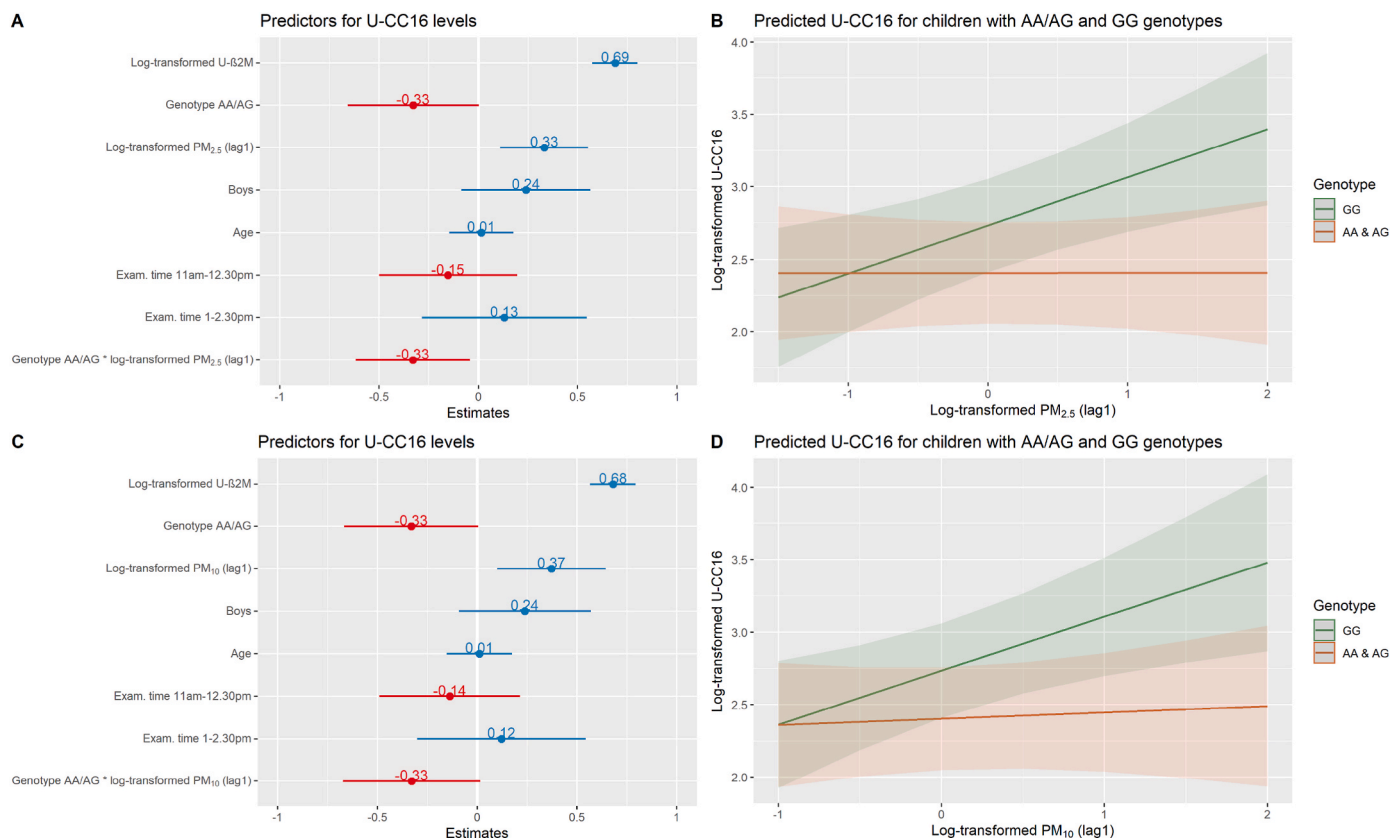 A
Predictors for U-CC16 levels
Log-transformed U-ß2M
Genotype AA/AG
Log-transformed PM2.5 (lag1)
Boys
Age
Exam. time 11am-12.30pm
Exam. time 1-2.30pm
Genotype AA/AG * log-transformed PM2.5 (lag1)
0.69
-0.33
0.33
0.24
0.01
-0.15
0.13
-0.33
-1
-0.5
0
0.5
1
Estimates
B
Predicted U-CC16 for children with AA/AG and GG genotypes
Log-transformed U-CC16
4.0
3.5
3.0
2.5
2.0
-1
0
1
2
Log-transformed PM2.5 (lag1)
Genotype
GG
AA & AG
C
Predictors for U-CC16 levels
Log-transformed U-ß2M
Genotype AA/AG
Log-transformed PM10 (lag1)
Boys
Age
Exam. time 11am-12.30pm
Exam. time 1-2.30pm
Genotype AA/AG * log-transformed PM10 (lag1)
0.68
-0.33
0.37
0.24
0.01
-0.14
0.12
-0.33
-1
-0.5
0
0.5
1
Estimates
D
Predicted U-CC16 for children with AA/AG and GG genotypes
Log-transformed U-CC16
4.0
3.5
3.0
2.5
2.0
-1
0
1
2
Log-transformed PM10 (lag1)
Genotype
GG
AA & AG